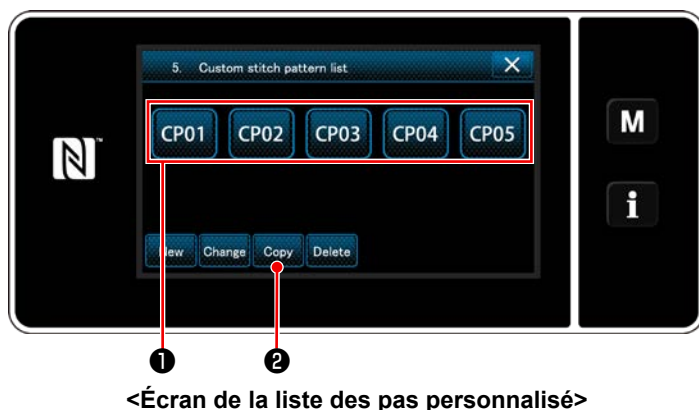 5. Custom stitch pattern list
CP01 CP02 CP03 CP04 CP05
M
i
New Change Copy Delete
❶ ❷
<Écran de la liste des pas personnalisé>